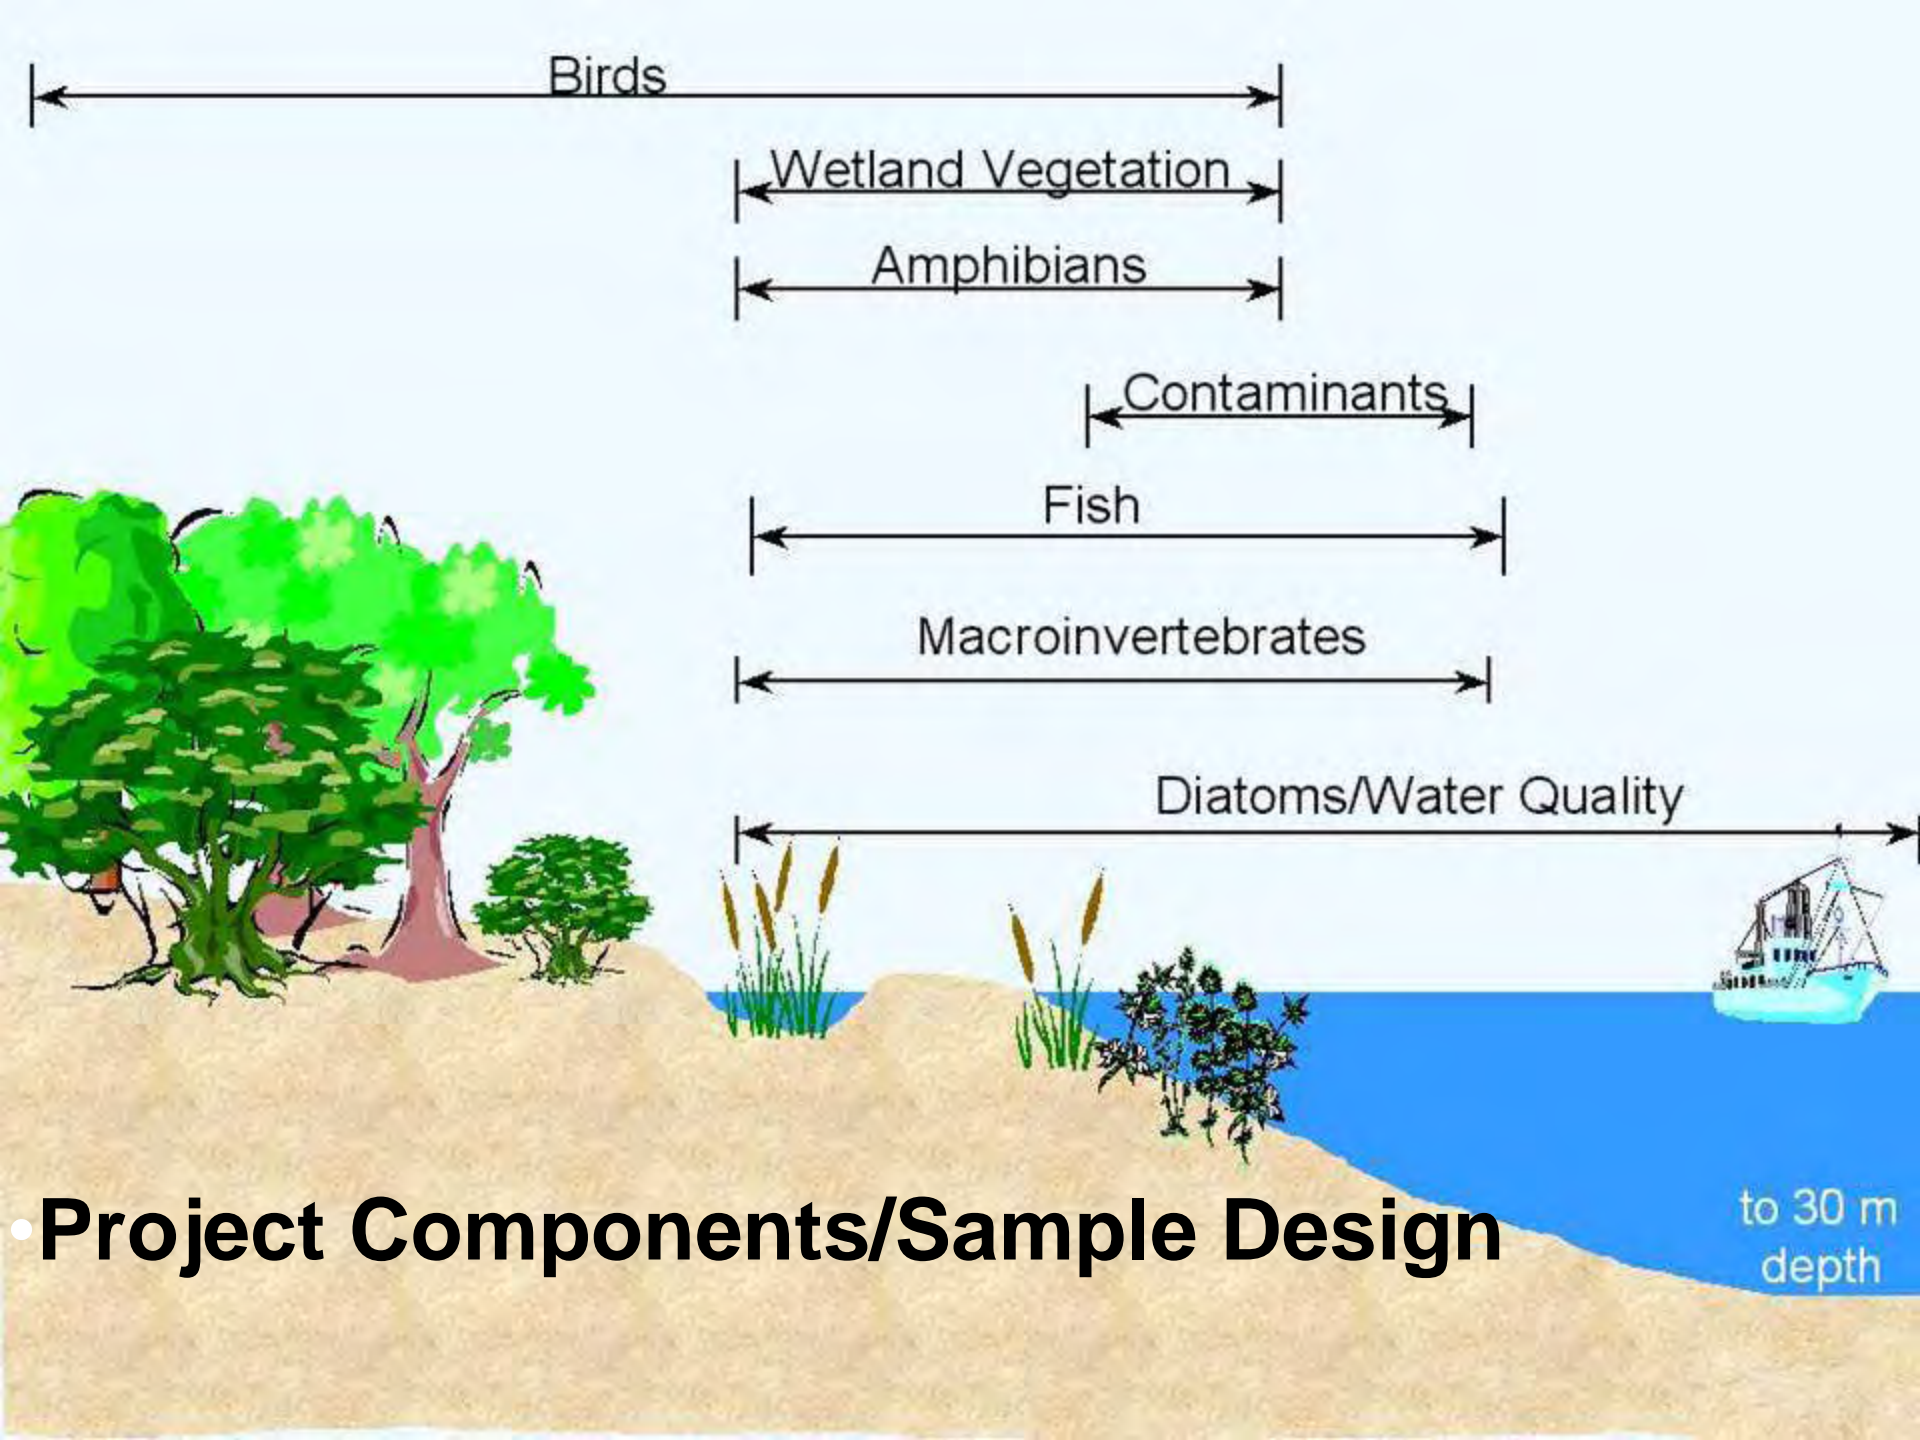 Birds
Wetland Vegetation
Amphibians
Contaminants
Fish
Macroinvertebrates
Diatoms/Water Quality
•Project Components/Sample Design
to 30 m
depth